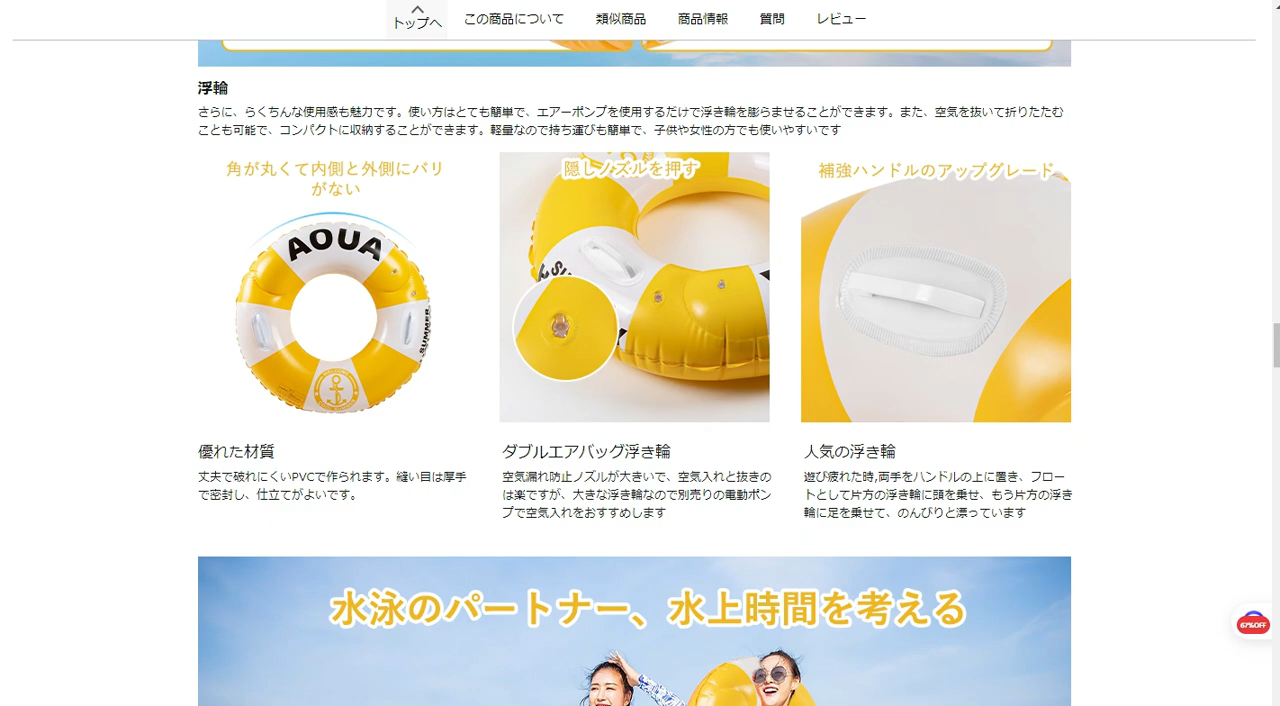 トップへ
この商品について
類似商品
商品情報
質問
レビュー
浮輪
さらに、らくちんな使用感も魅力です。使い方はとても簡単で、エアーポンプを使用するだけで浮き輪を膨らませることができます。また、空気を抜いて折りたたむ
ことも可能で、コンパクトに収納することができます。軽量なので持ち運びも簡単で、子供や女性の方でも使いやすいです
角が丸くて内側と外側にバリ
がない
AQUA
SUMMER
隠しノズルを押す
補強ハンドルのアップグレード
優れた材質
丈夫で破れにくいPVCで作られます。縫い目は厚手
で密封し、仕立てがよいです。
ダブルエアバッグ浮き輪
空気漏れ防止ノズルが大きいで、空気入れと抜きの
は楽ですが、大きな浮き輪なので別売りの電動ポン
プで空気入れをおすすめします
人気の浮き輪
遊び疲れた時,両手をハンドルの上に置き、フロー
トとして片方の浮き輪に頭を乗せ、もう片方の浮き
輪に足を乗せて、のんびりと漂っています
水泳のパートナー、水上時間を考える
67%OFF